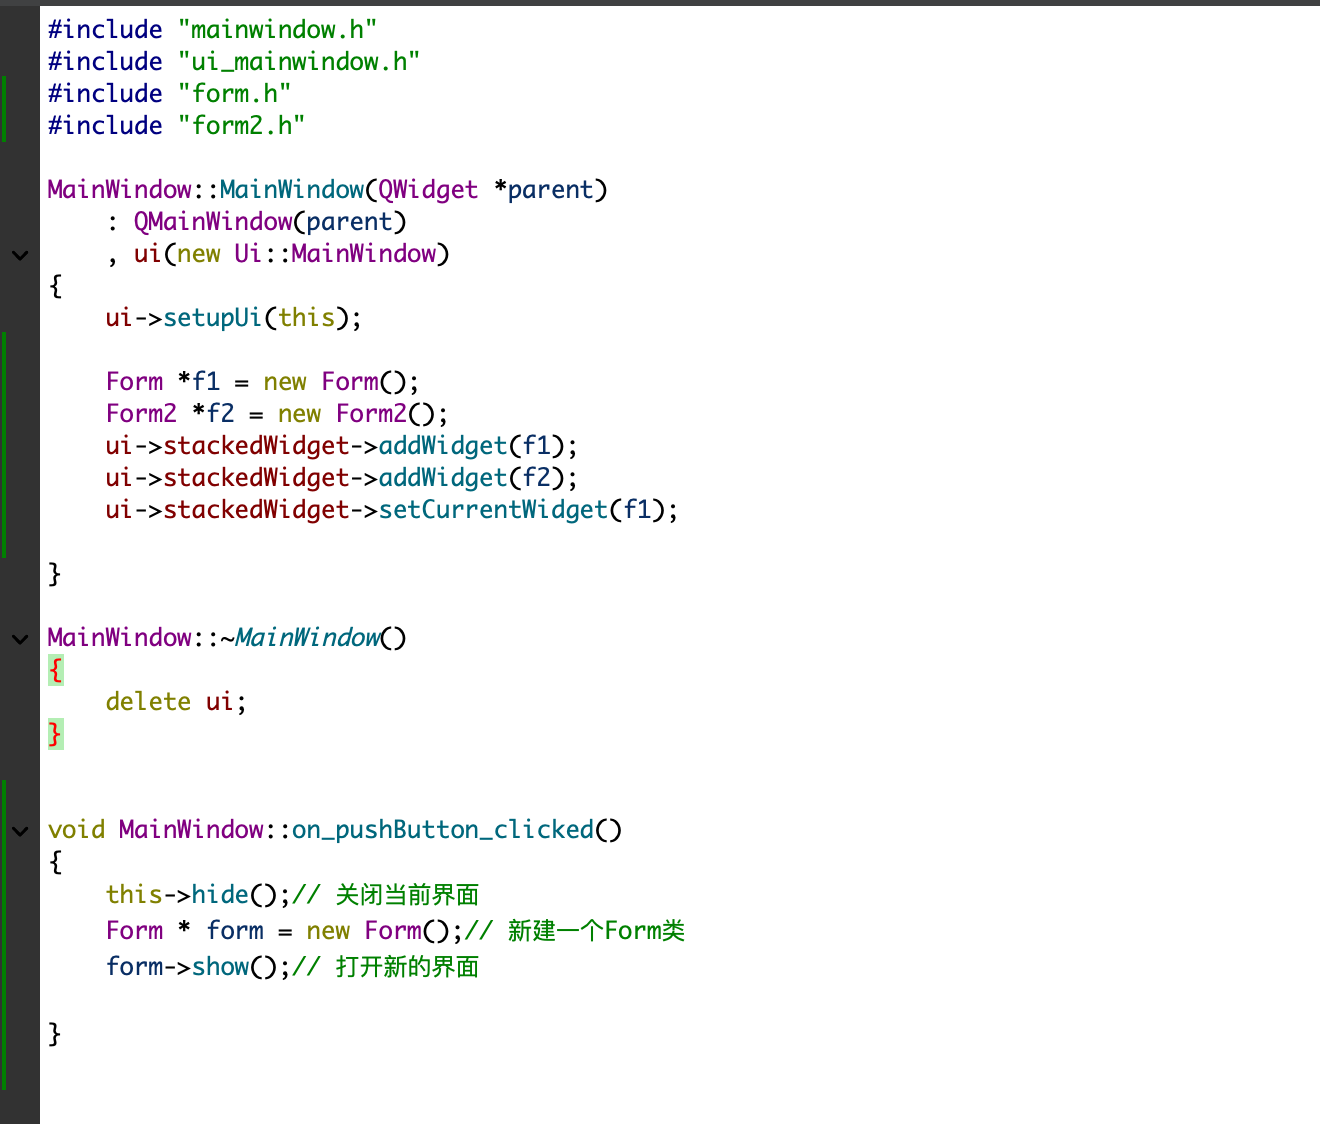 #include "mainwindow.h"
#include "ui_mainwindow.h"
#include "form.h"
#include "form2.h"
MainWindow::MainWindow(QWidget *parent)
    : QMainWindow(parent)
    , ui(new Ui::MainWindow)
{
    ui->setupUi(this);
    Form *f1 = new Form();
    Form2 *f2 = new Form2();
    ui->stackedWidget->addWidget(f1);
    ui->stackedWidget->addWidget(f2);
    ui->stackedWidget->setCurrentWidget(f1);
}
MainWindow::~MainWindow()
{
    delete ui;
}
void MainWindow::on_pushButton_clicked()
{
    this->hide();// 关闭当前界面
    Form * form = new Form();// 新建一个Form类
    form->show();// 打开新的界面
}